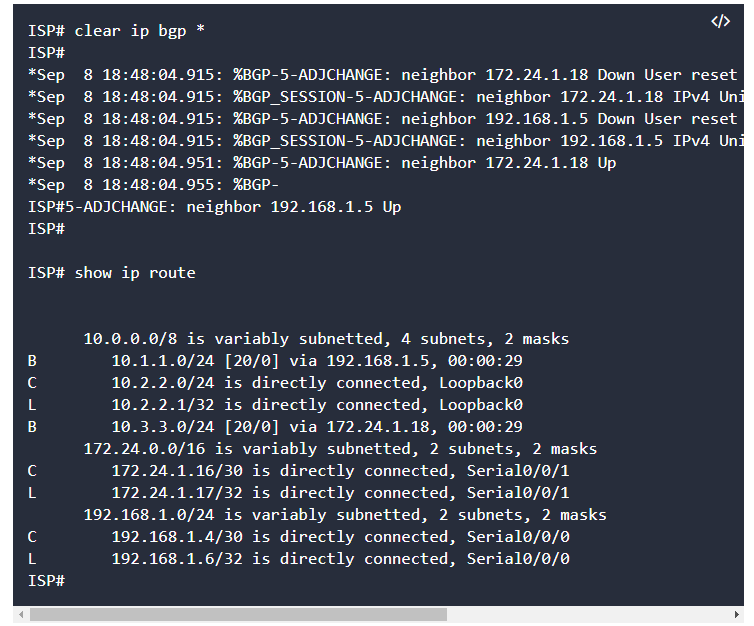 </>
ISP# clear ip bgp *
ISP#
*Sep  8 18:48:04.915: %BGP-5-ADJCHANGE: neighbor 172.24.1.18 Down User reset
*Sep  8 18:48:04.915: %BGP_SESSION-5-ADJCHANGE: neighbor 172.24.1.18 IPv4 Uni
*Sep  8 18:48:04.915: %BGP-5-ADJCHANGE: neighbor 192.168.1.5 Down User reset
*Sep  8 18:48:04.915: %BGP_SESSION-5-ADJCHANGE: neighbor 192.168.1.5 IPv4 Uni
*Sep  8 18:48:04.951: %BGP-5-ADJCHANGE: neighbor 172.24.1.18 Up
*Sep  8 18:48:04.955: %BGP-
ISP#5-ADJCHANGE: neighbor 192.168.1.5 Up
ISP#
ISP# show ip route
      10.0.0.0/8 is variably subnetted, 4 subnets, 2 masks
B        10.1.1.0/24 [20/0] via 192.168.1.5, 00:00:29
C        10.2.2.0/24 is directly connected, Loopback0
L        10.2.2.1/32 is directly connected, Loopback0
B        10.3.3.0/24 [20/0] via 172.24.1.18, 00:00:29
      172.24.0.0/16 is variably subnetted, 2 subnets, 2 masks
C        172.24.1.16/30 is directly connected, Serial0/0/1
L        172.24.1.17/32 is directly connected, Serial0/0/1
      192.168.1.0/24 is variably subnetted, 2 subnets, 2 masks
C        192.168.1.4/30 is directly connected, Serial0/0/0
L        192.168.1.6/32 is directly connected, Serial0/0/0
ISP#